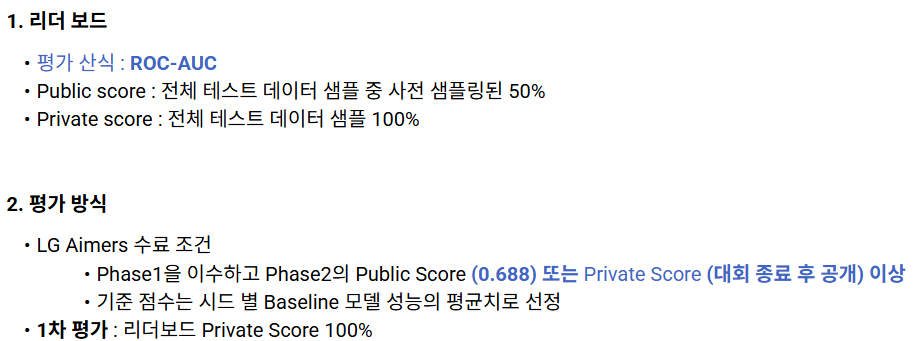 1. 리더 보드
• 평가 산식 : ROC-AUC
• Public score : 전체 테스트 데이터 샘플 중 사전 샘플링된 50%
• Private score : 전체 테스트 데이터 샘플 100%
2. 평가 방식
• LG Aimers 수료 조건
• Phase1을 이수하고 Phase2의 Public Score (0.688) 또는 Private Score (대회 종료 후 공개) 이상
• 기준 점수는 시드 별 Baseline 모델 성능의 평균치로 선정
• 1차 평가 : 리더보드 Private Score 100%